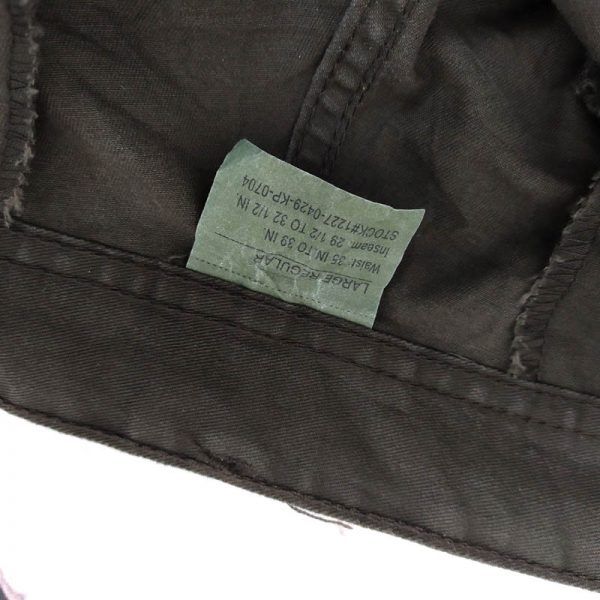 LARGE REGULAR
Waist: 35 IN TO 39 IN
Inseam: 29 1/2 TO 32 1/2 IN.
STOCK#1227-0429-KP-0704